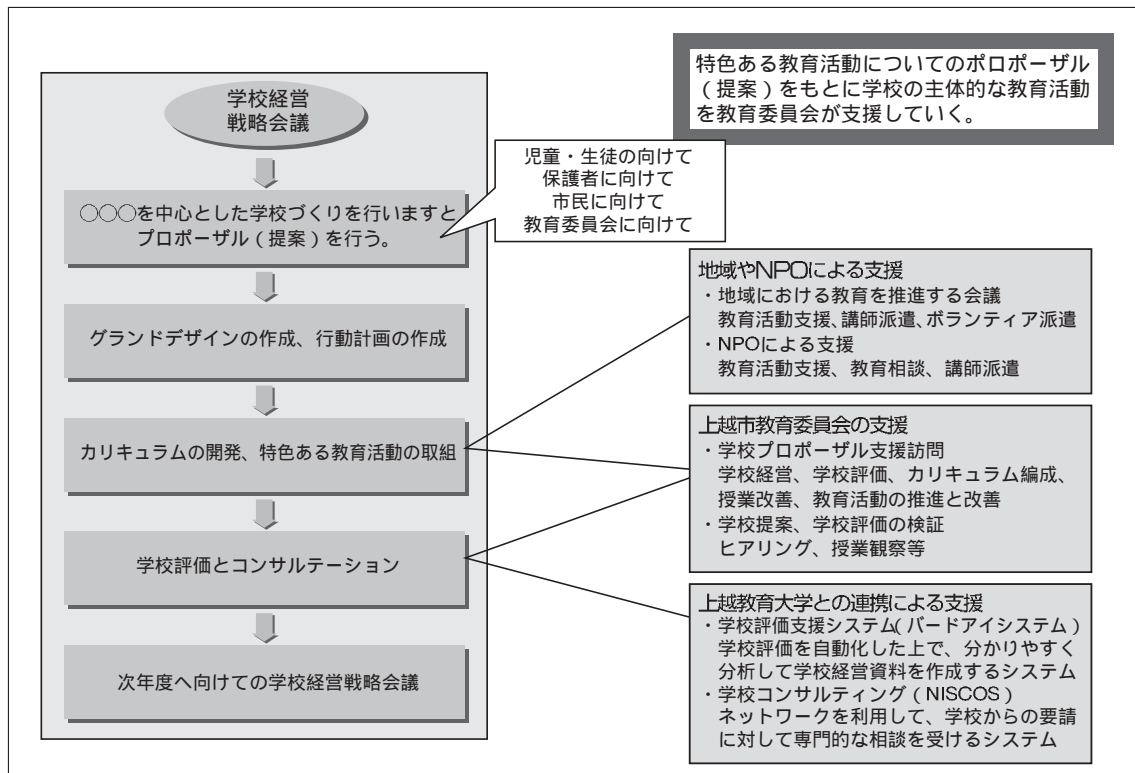 特色ある教育活動についてのポロポーザル
（提案）をもとに学校の主体的な教育活動
を教育委員会が支援していく。
学校経営
戦略会議
児童・生徒の向けて
保護者に向けて
市民に向けて
教育委員会に向けて
○○○を中心とした学校づくりを行いますと
プロポーザル（提案）を行う。
グランドデザインの作成、行動計画の作成
カリキュラムの開発、特色ある教育活動の取組
学校評価とコンサルテーション
次年度へ向けての学校経営戦略会議
地域やNPOによる支援
・地域における教育を推進する会議
教育活動支援、講師派遣、ボランティア派遣
・NPOによる支援
教育活動支援、教育相談、講師派遣
上越市教育委員会の支援
・学校プロポーザル支援訪問
学校経営、学校評価、カリキュラム編成、
授業改善、教育活動の推進と改善
・学校提案、学校評価の検証
ヒアリング、授業観察等
上越教育大学との連携による支援
・学校評価支援システム（バードアイシステム）
学校評価を自動化した上で、分かりやすく
分析して学校経営資料を作成するシステム
・学校コンサルティング（NISCOS）
ネットワークを利用して、学校からの要請
に対して専門的な相談を受けるシステム